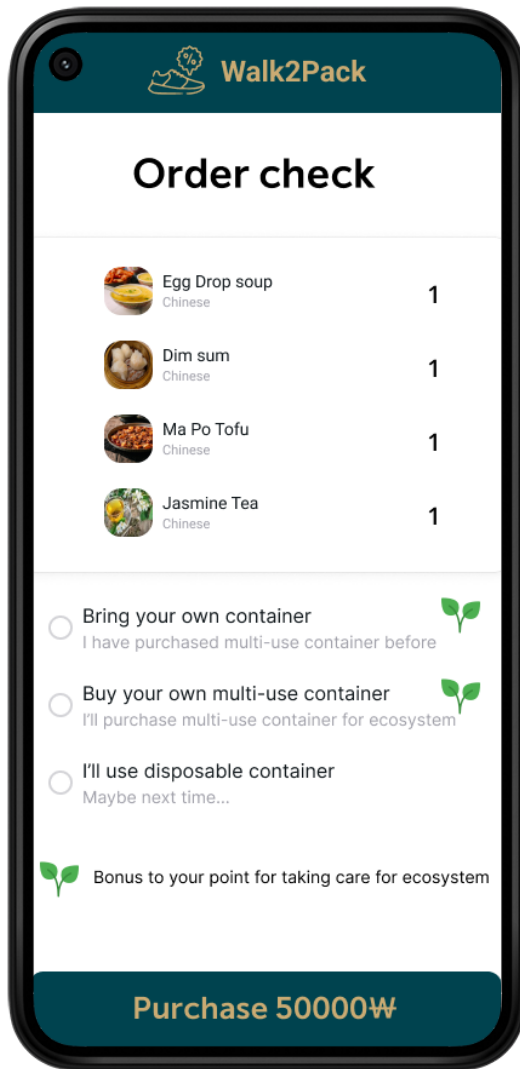 %
Walk2Pack
Order check
Egg Drop soup
Chinese
1
Dim sum
Chinese
1
Ma Po Tofu
Chinese
1
Jasmine Tea
Chinese
1
Bring your own container
I have purchased multi-use container before
Buy your own multi-use container
I'll purchase multi-use container for ecosystem
I'll use disposable container
Maybe next time...
Bonus to your point for taking care for ecosystem
Purchase 50000₩